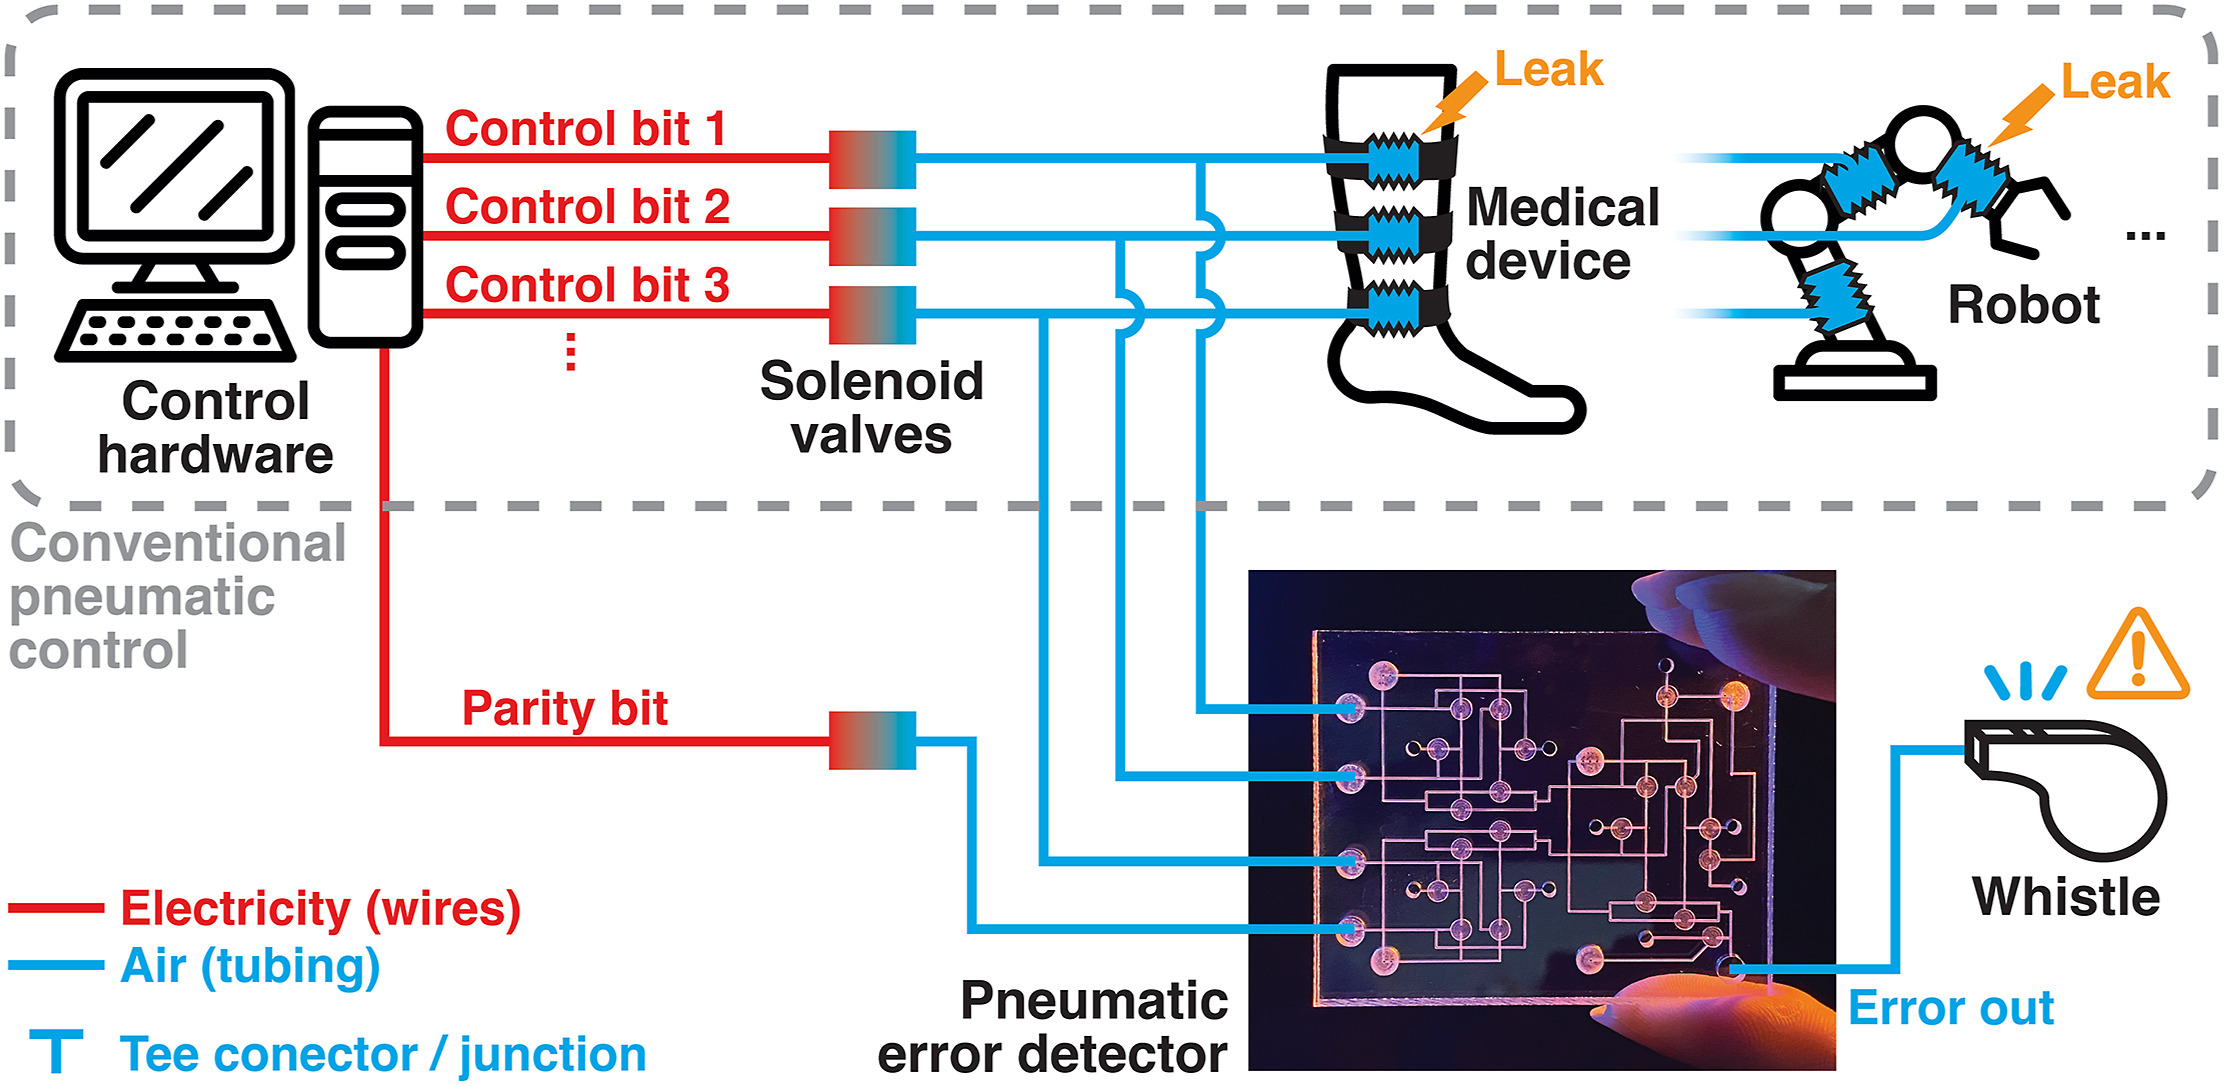 Control bit 1
Control bit 2
Control bit 3
Control
hardware
Solenoid
valves
Leak
Medical
device
Leak
Robot
...
Conventional
pneumatic
control
Parity bit
Electricity (wires)
Air (tubing)
Tee conector / junction
Pneumatic
error detector
Error out
Whistle